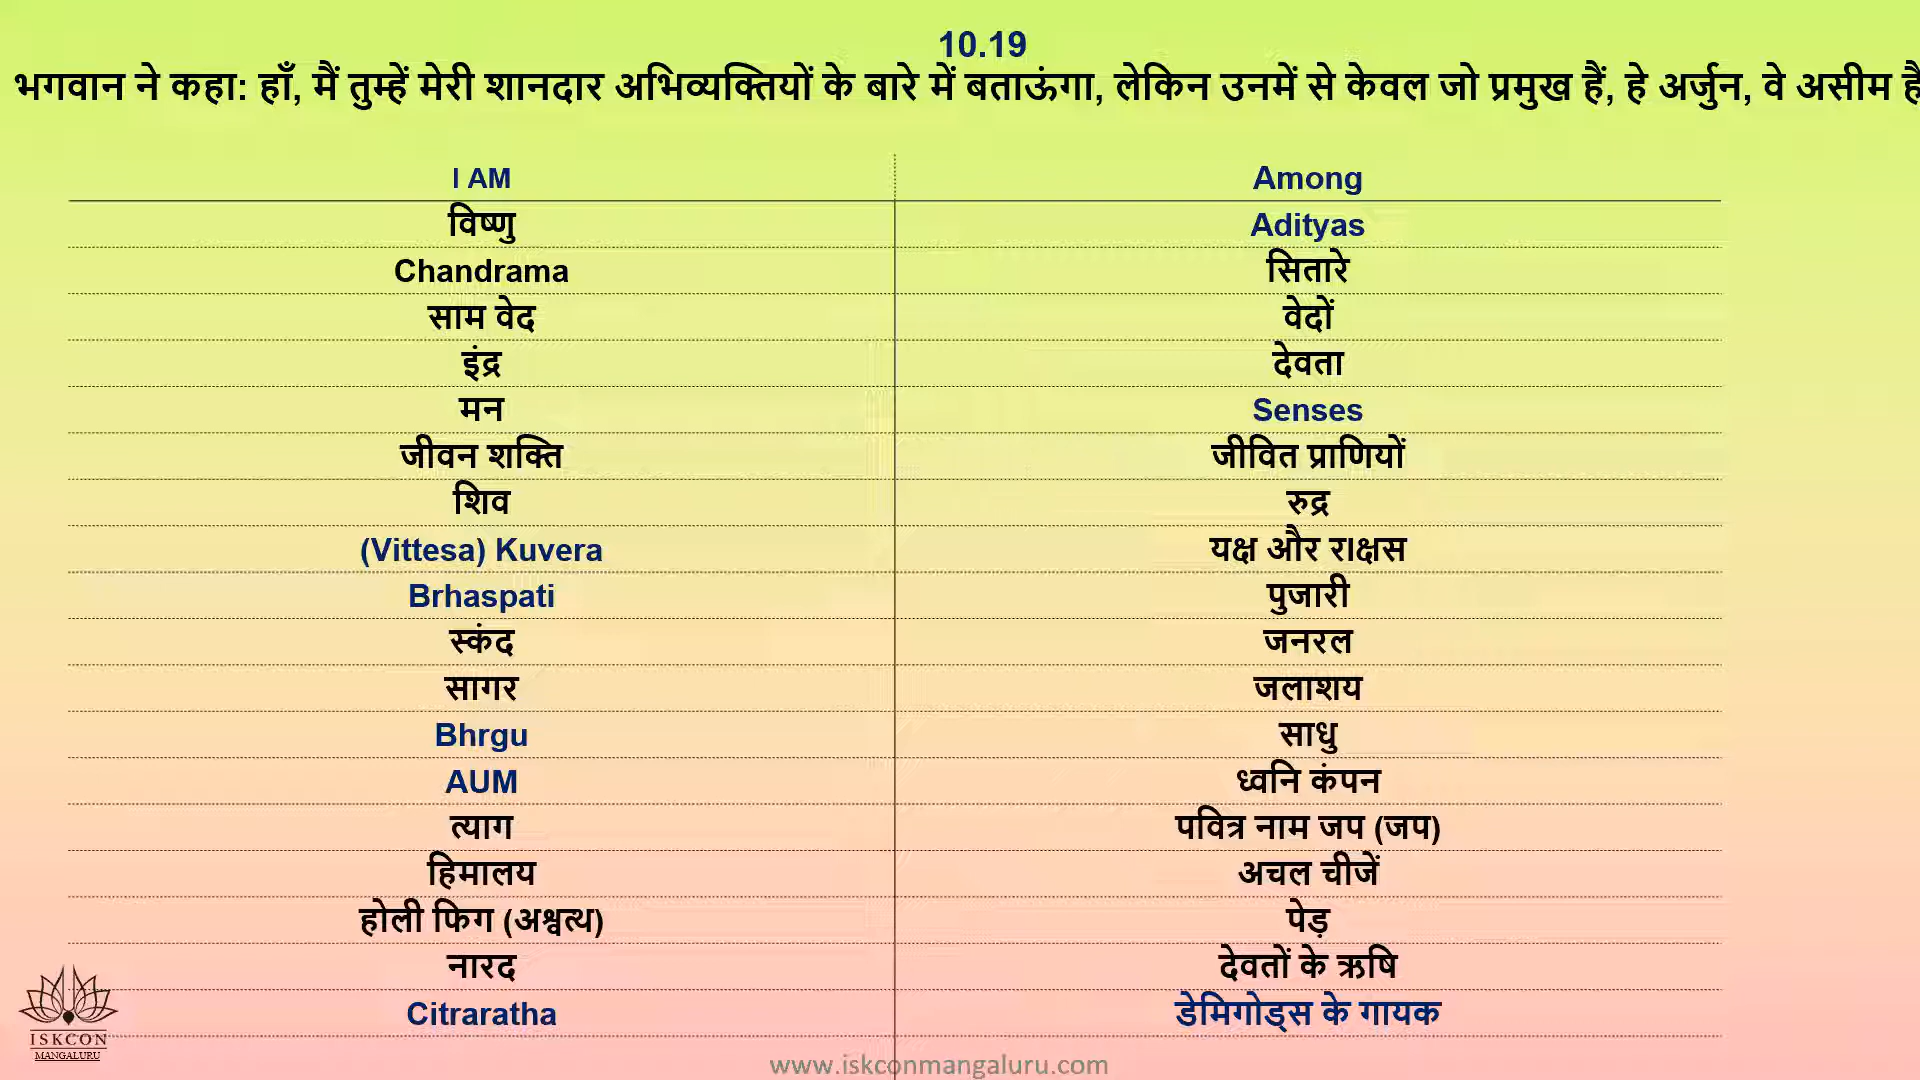 10.19
भगवान ने कहा: हाँ, मैं तुम्हें मेरी शानदार अभिव्यक्तियों के बारे में बताऊंगा, लेकिन उनमें से केवल जो प्रमुख हैं, हे अर्जुन, वे असीम हैं
I AM Among
विष्णु Adityas
Chandrama सितारे
साम वेद वेदों
इंद्र देवता
मन Senses
जीवन शक्ति जीवित प्राणियों
शिव रुद्र
(Vittesa) Kuvera यक्ष और राक्षस
Brhaspati पुजारी
स्कंद जनरल
सागर जलाशय
Bhrgu साधु
AUM ध्वनि कंपन
त्याग पवित्र नाम जप (जप)
हिमालय अचल चीजें
होली फिग (अश्वत्थ) पेड़
नारद देवतों के ऋषि
Citraratha डेमिगोड्स के गायक
ISKCON
MANGALURU
www.iskconmangaluru.com